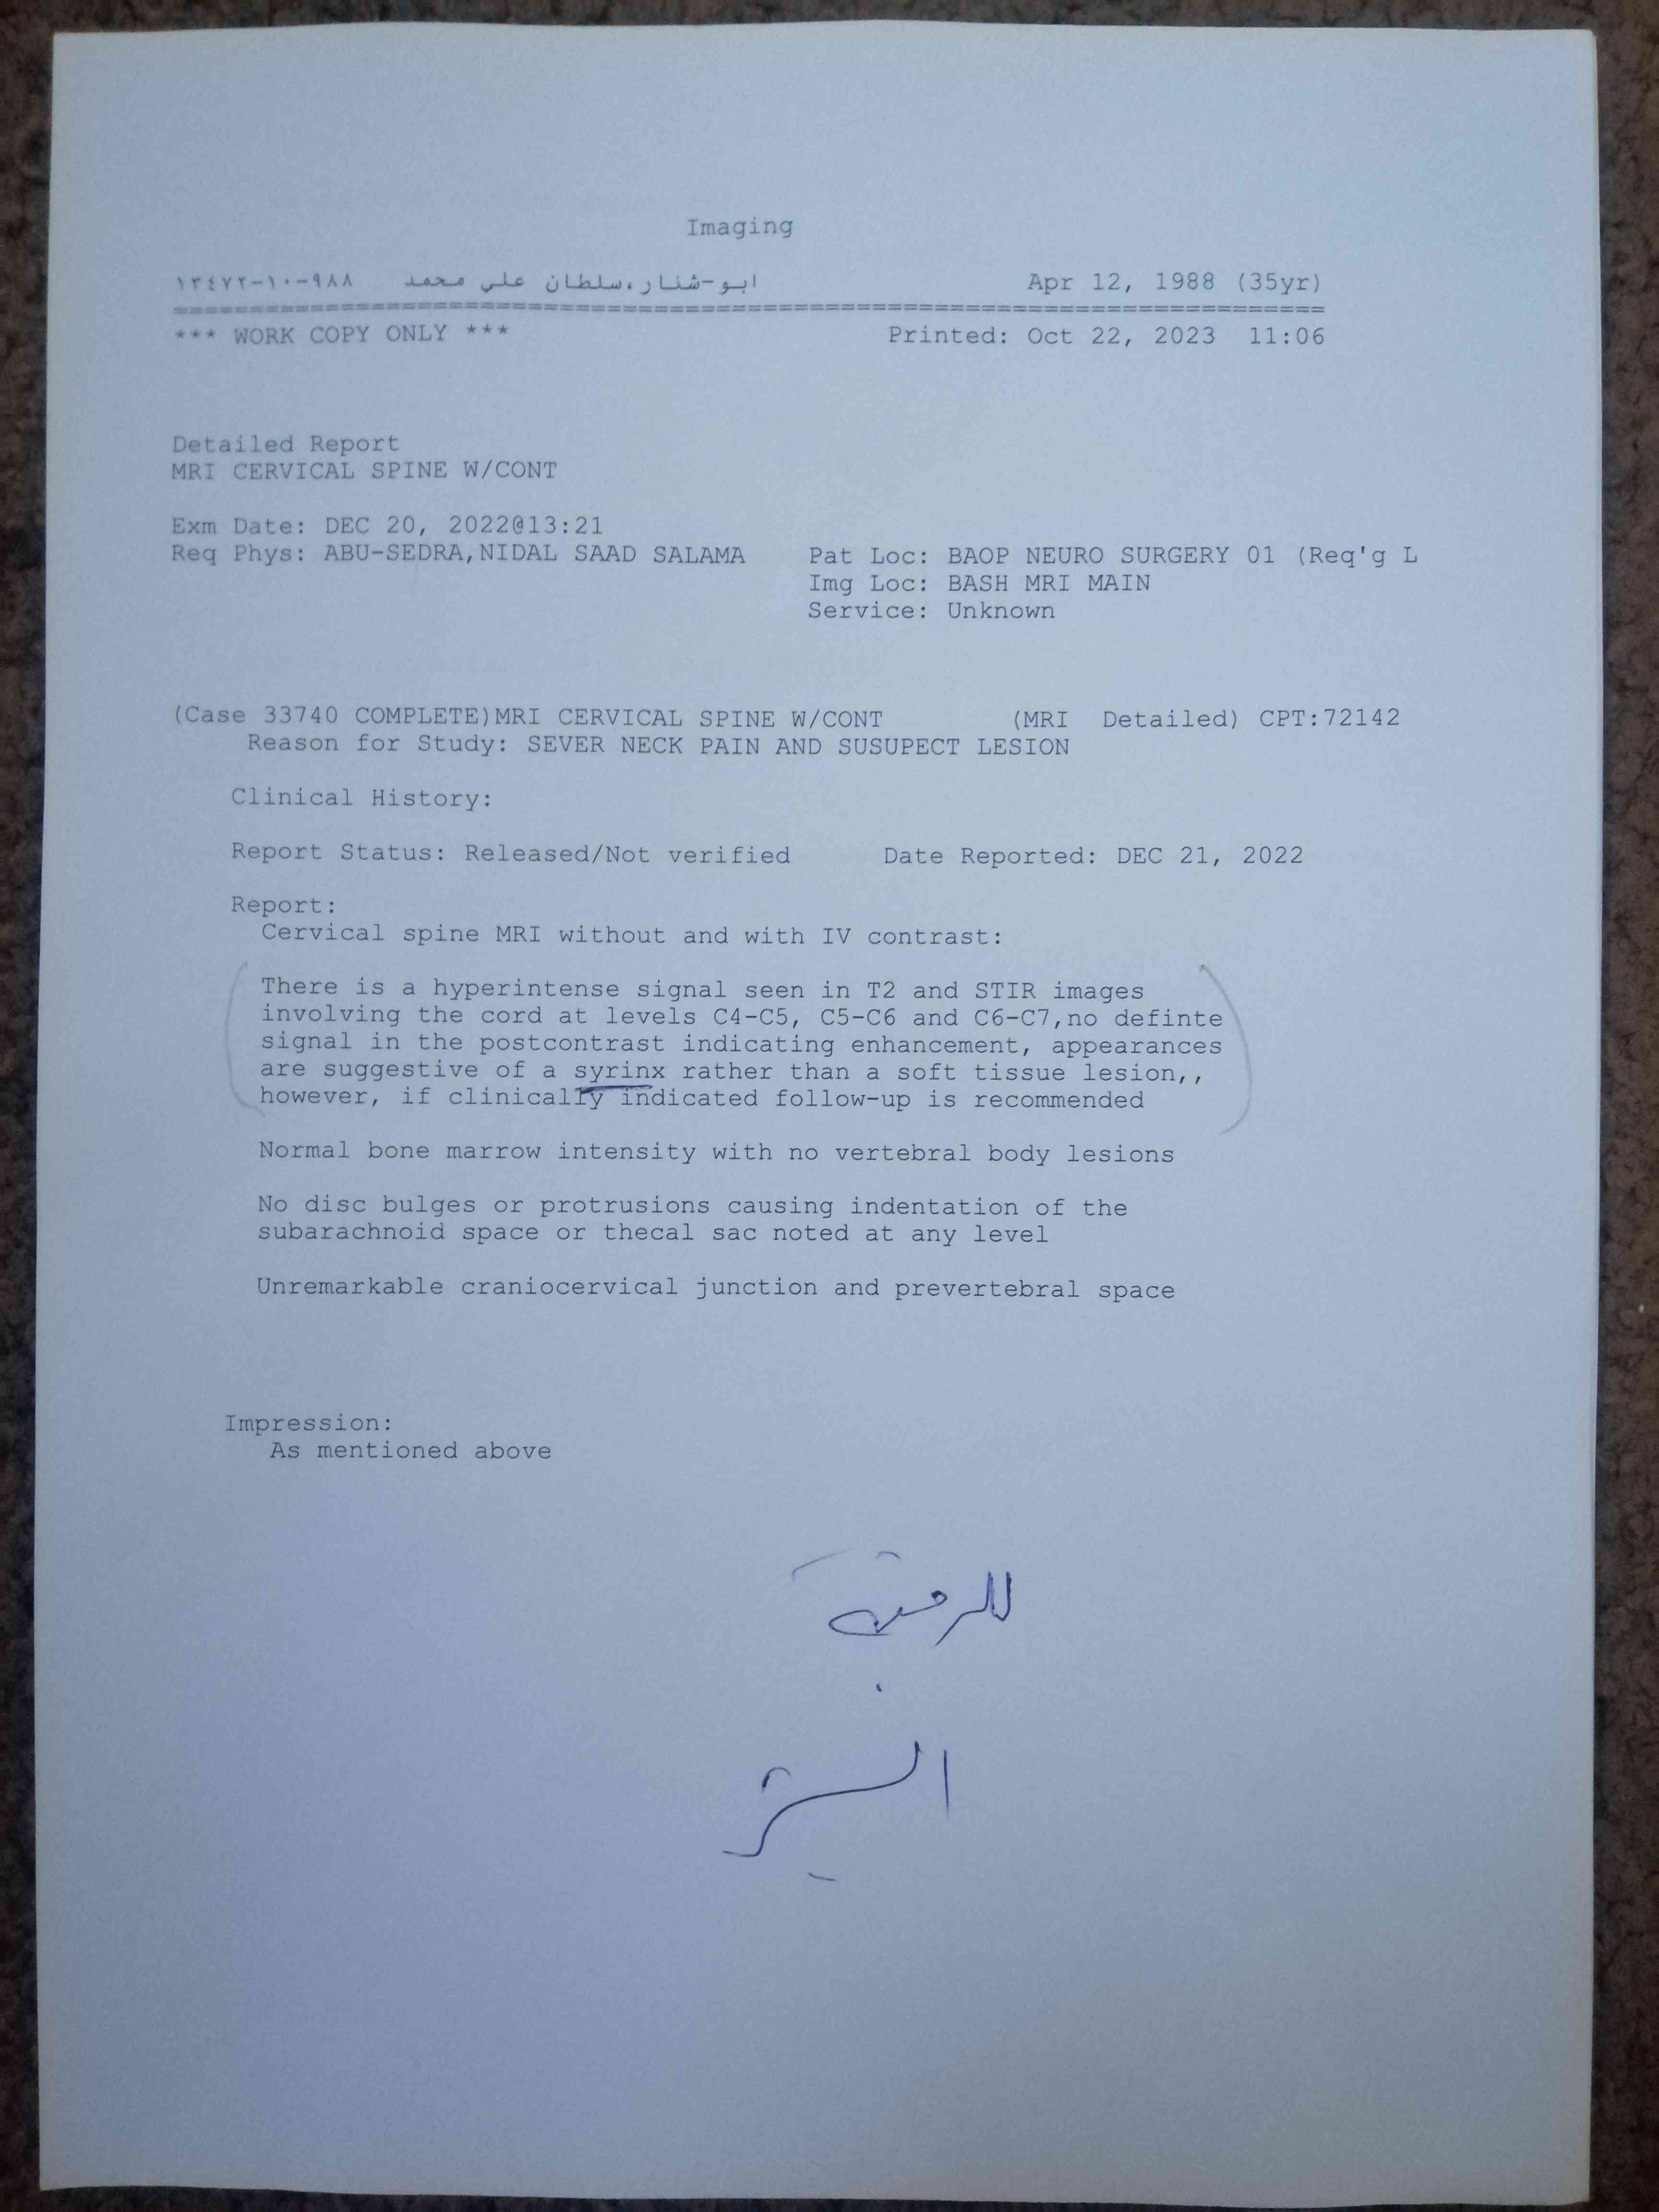 Imaging
ابو-شنار،سلطان علي محمد ٩٨٨-١٠-١٣٤٧٢ Apr 12, 1988 (35yr)
===========================================================================
*** WORK COPY ONLY *** Printed: Oct 22, 2023 11:06
Detailed Report
MRI CERVICAL SPINE W/CONT
Exm Date: DEC 20, 2022@13:21
Req Phys: ABU-SEDRA,NIDAL SAAD SALAMA Pat Loc: BAOP NEURO SURGERY 01 (Req'g L
Img Loc: BASH MRI MAIN
Service: Unknown
(Case 33740 COMPLETE)MRI CERVICAL SPINE W/CONT (MRI Detailed) CPT:72142
Reason for Study: SEVER NECK PAIN AND SUSUPECT LESION
Clinical History:
Report Status: Released/Not verified Date Reported: DEC 21, 2022
Report:
Cervical spine MRI without and with IV contrast:
There is a hyperintense signal seen in T2 and STIR images
involving the cord at levels C4-C5, C5-C6 and C6-C7,no definte
signal in the postcontrast indicating enhancement, appearances
are suggestive of a syrinx rather than a soft tissue lesion,,
however, if clinically indicated follow-up is recommended
Normal bone marrow intensity with no vertebral body lesions
No disc bulges or protrusions causing indentation of the
subarachnoid space or thecal sac noted at any level
Unremarkable craniocervical junction and prevertebral space
Impression:
As mentioned above